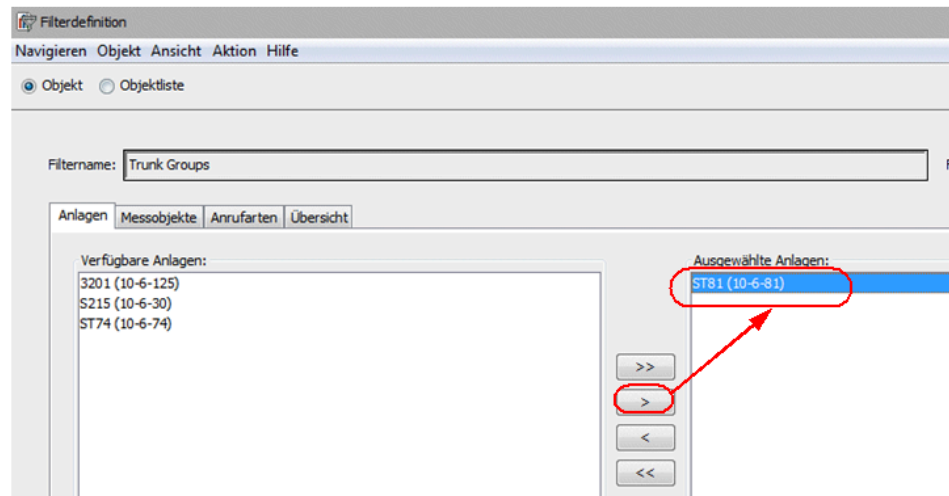 Filterdefinition
Navigieren Objekt Ansicht Aktion Hilfe
Objekt Objektliste
Filtername: Trunk Groups
Anlagen Messobjekte Anrufarten Übersicht
Verfügbare Anlagen: Ausgewählte Anlagen:
3201 (10-6-125) ST81 (10-6-81)
S215 (10-6-30)
ST74 (10-6-74)
>>
>
<
<<